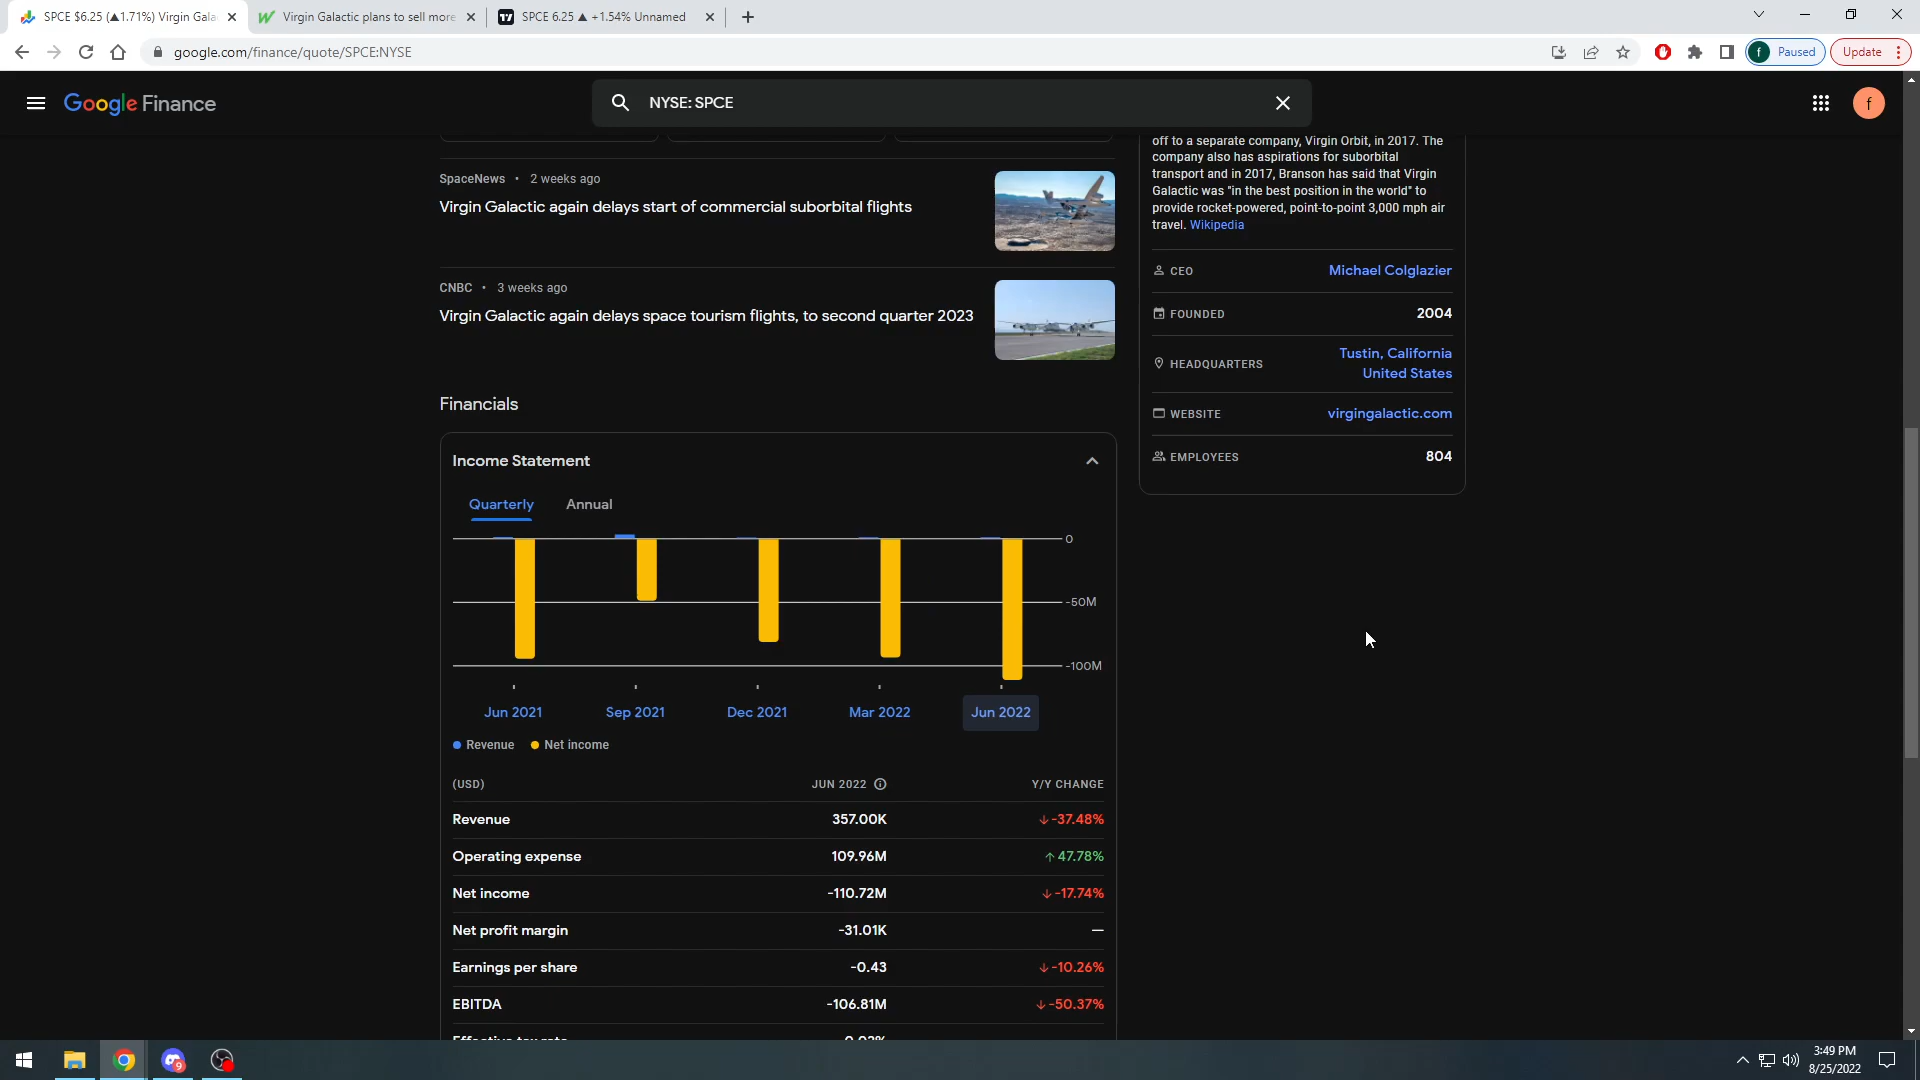 SPCE $6.25 (▲1.71%) Virgin Gala
Virgin Galactic plans to sell more
SPCE 6.25 ▲ +1.54% Unnamed
google.com/finance/quote/SPCE:NYSE
f Paused
Update
Google Finance
NYSE: SPCE
f
SpaceNews • 2 weeks ago
Virgin Galactic again delays start of commercial suborbital flights
CNBC • 3 weeks ago
Virgin Galactic again delays space tourism flights, to second quarter 2023
Financials
Income Statement
Quarterly Annual
0
-50M
-100M
Jun 2021 Sep 2021 Dec 2021 Mar 2022 Jun 2022
Revenue Net income
(USD) JUN 2022 Y/Y CHANGE
Revenue 357.00K ↓-37.48%
Operating expense 109.96M ↑47.78%
Net income -110.72M ↓-17.74%
Net profit margin -31.01K —
Earnings per share -0.43 ↓-10.26%
EBITDA -106.81M ↓-50.37%
off to a separate company, Virgin Orbit, in 2017. The
company also has aspirations for suborbital
transport and in 2017, Branson has said that Virgin
Galactic was "in the best position in the world" to
provide rocket-powered, point-to-point 3,000 mph air
travel. Wikipedia
CEO Michael Colglazier
FOUNDED 2004
HEADQUARTERS Tustin, California
United States
WEBSITE virgingalactic.com
EMPLOYEES 804
9
3:49 PM
8/25/2022